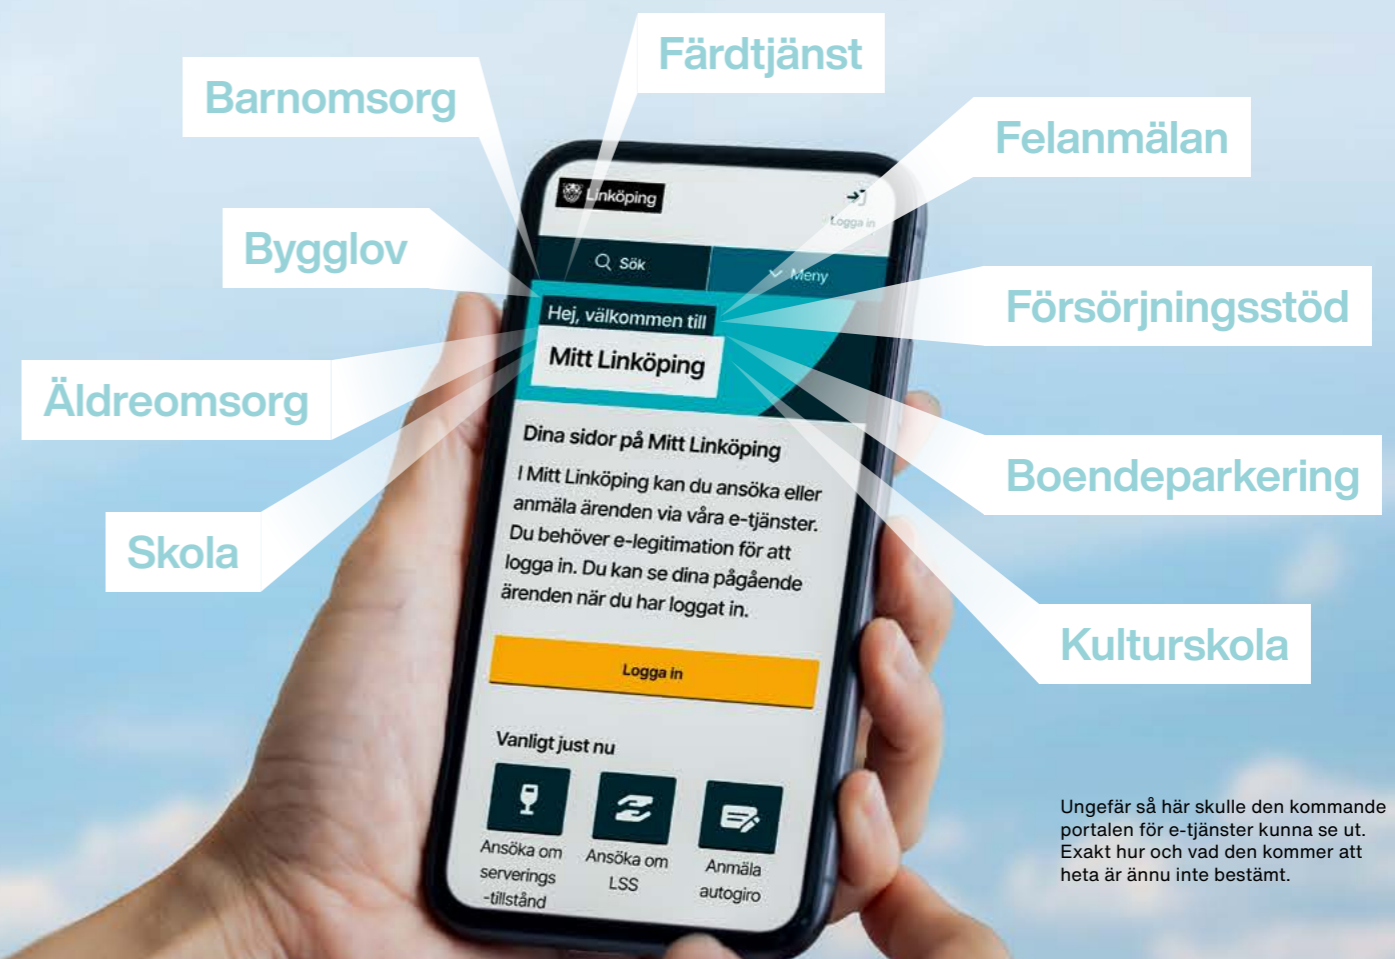 Färdtjänst
Barnomsorg
Felanmälan
Bygglov
Försörjningsstöd
Äldreomsorg
Boendeparkering
Skola
Kulturskola
Linköping
Logga in
Sök
Meny
Hej, välkommen till
Mitt Linköping
Dina sidor på Mitt Linköping
I Mitt Linköping kan du ansöka eller
anmäla ärenden via våra e-tjänster.
Du behöver e-legitimation för att
logga in. Du kan se dina pågående
ärenden när du har loggat in.
Logga in
Vanligt just nu
Ansöka om
serverings
-tillstånd
Ansöka om
LSS
Anmäla
autogiro
Ungefär så här skulle den kommande
portalen för e-tjänster kunna se ut.
Exakt hur och vad den kommer att
heta är ännu inte bestämt.